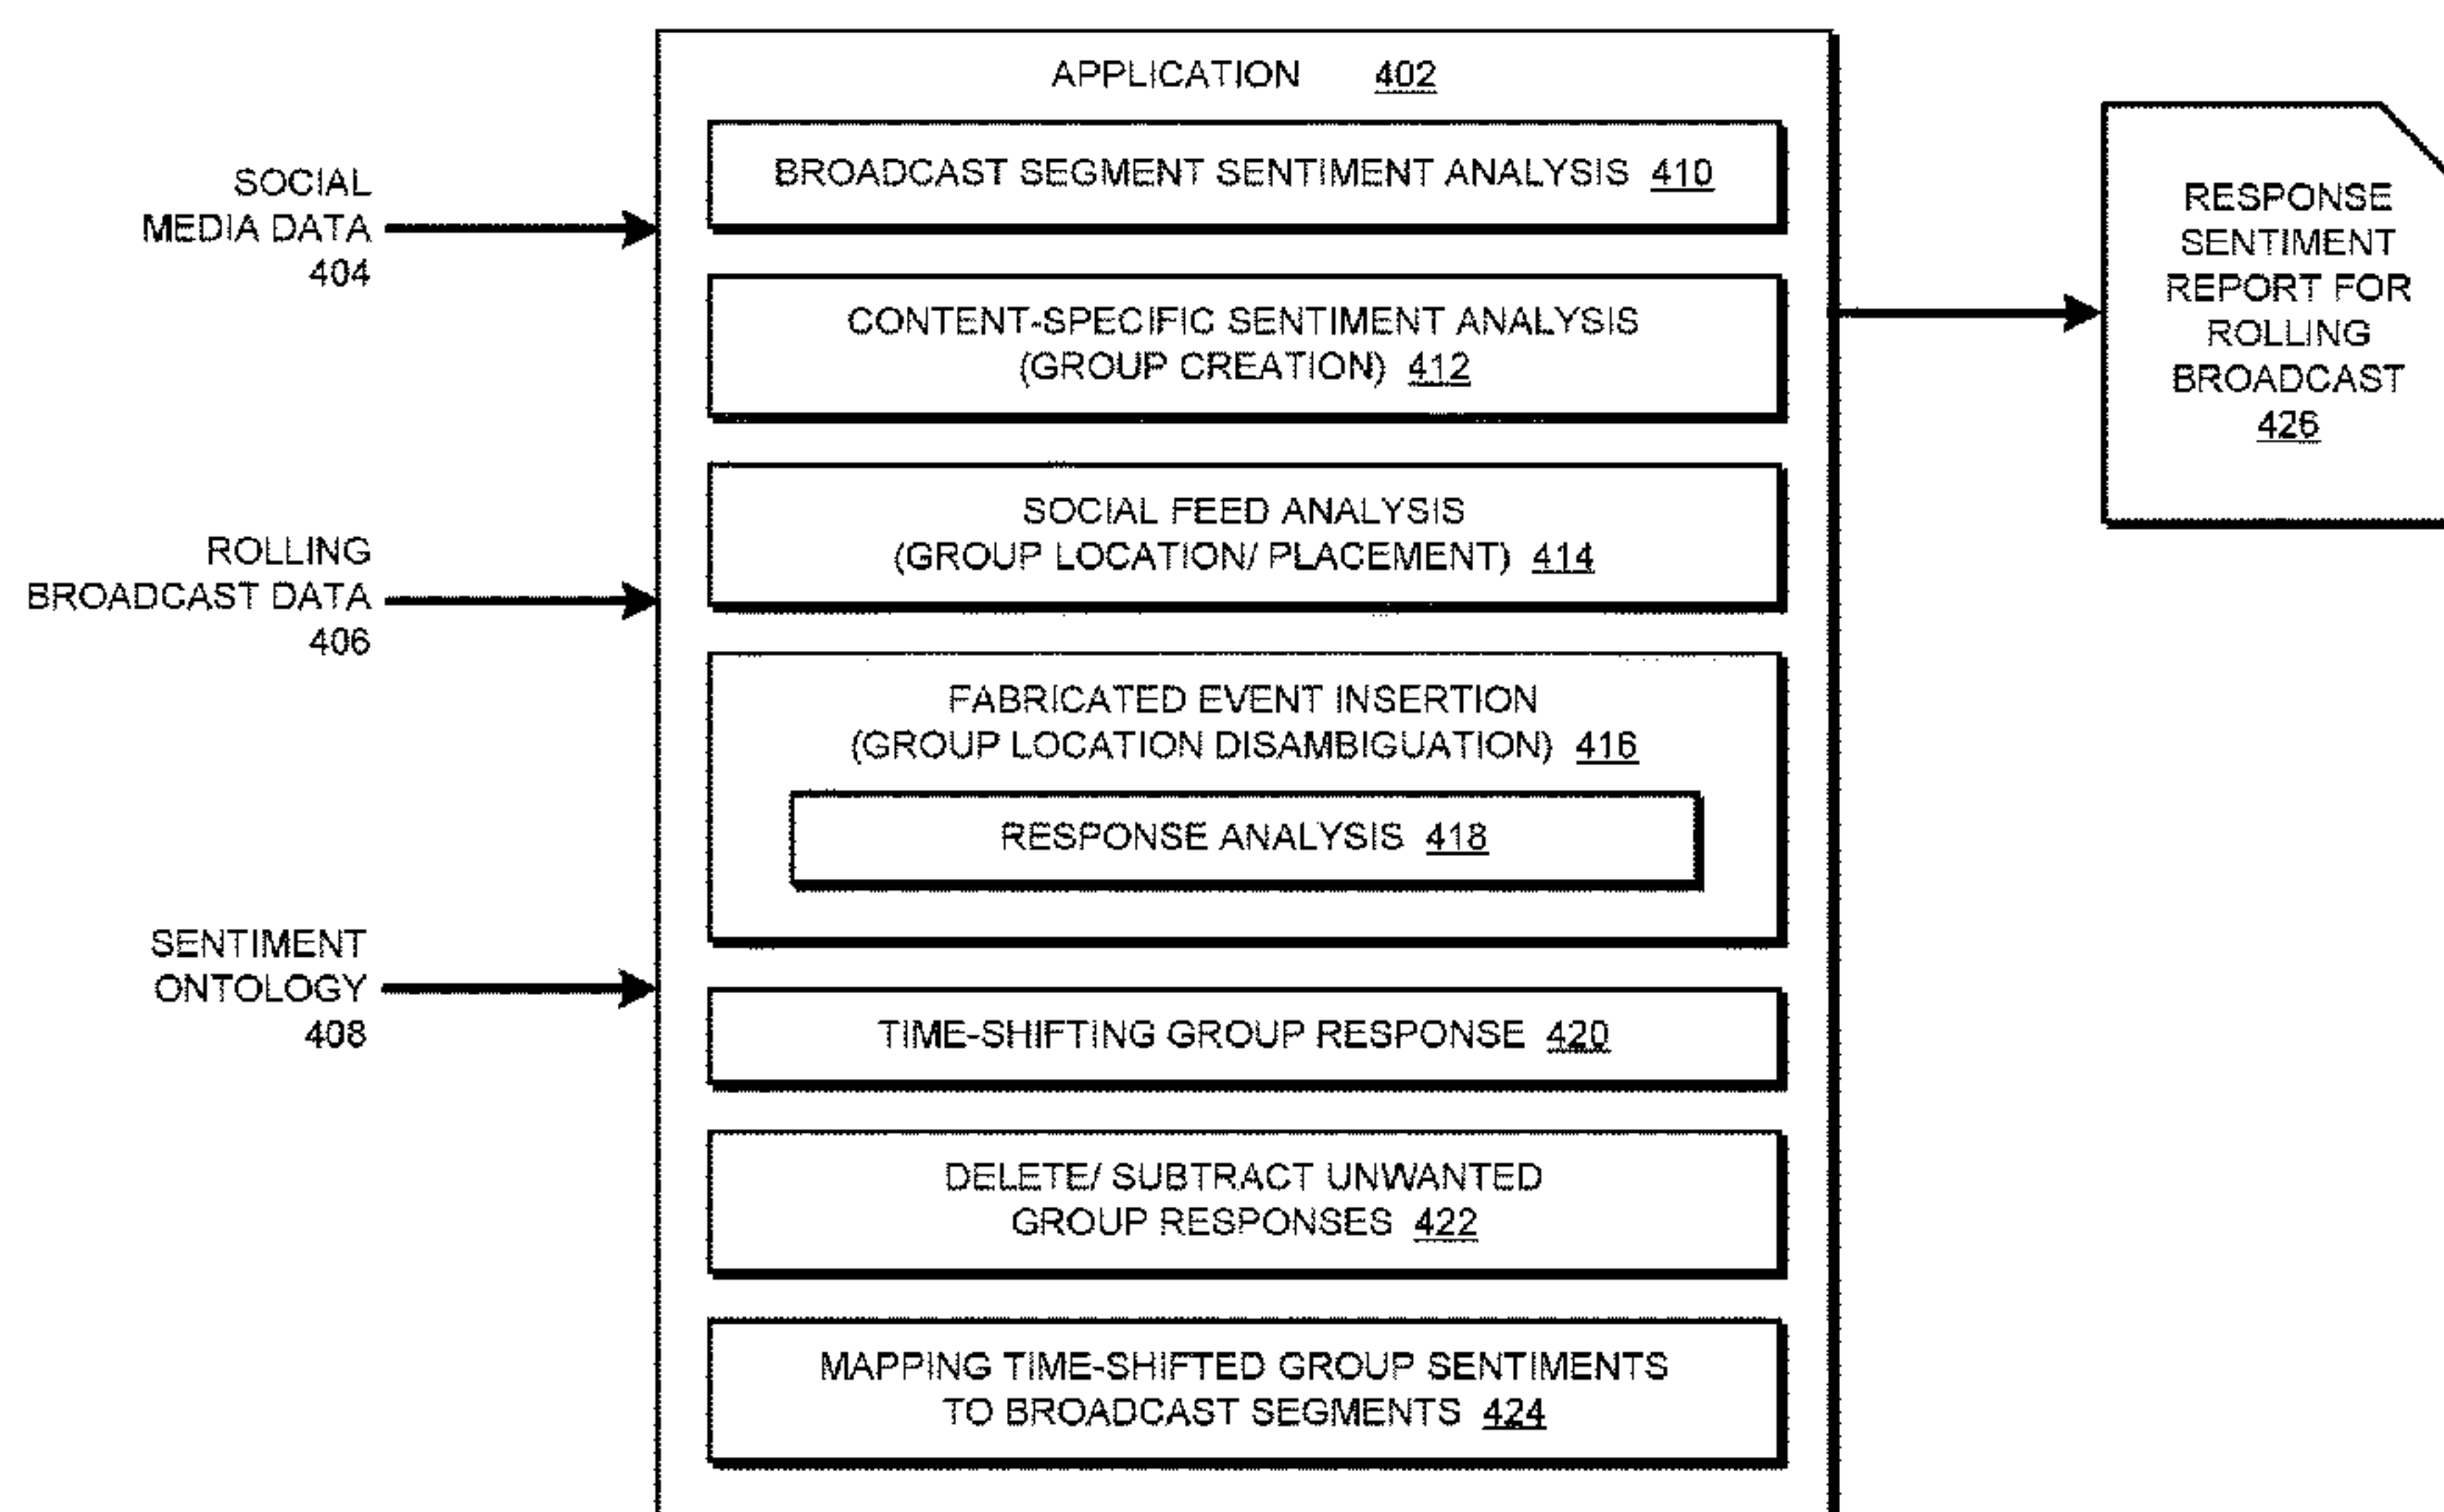 APPLICATION 402
BROADCAST SEGMENT SENTIMENT ANALYSIS 410
CONTENT-SPECIFIC SENTIMENT ANALYSIS
(GROUP CREATION) 412
SOCIAL FEED ANALYSIS
(GROUP LOCATION/ PLACEMENT) 414
FABRICATED EVENT INSERTION
(GROUP LOCATION DISAMBIGUATION) 416
RESPONSE ANALYSIS 418
TIME-SHIFTING GROUP RESPONSE 420
DELETE/ SUBTRACT UNWANTED
GROUP RESPONSES 422
MAPPING TIME-SHIFTED GROUP SENTIMENTS
TO BROADCAST SEGMENTS 424
SOCIAL
MEDIA DATA
404
ROLLING
BROADCAST DATA
406
SENTIMENT
ONTOLOGY
408
RESPONSE
SENTIMENT
REPORT FOR
ROLLING
BROADCAST
426